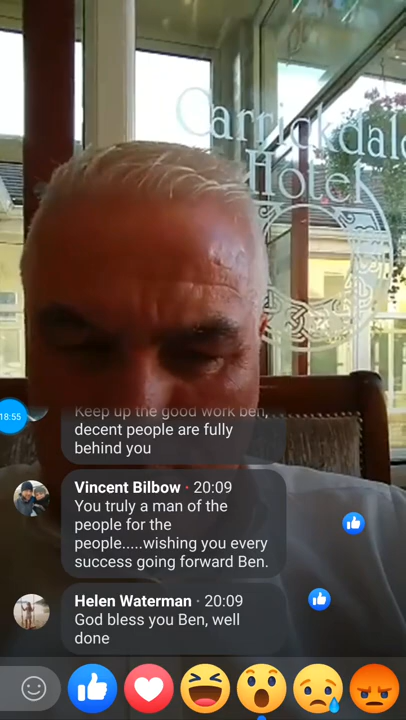 Carrickdale
Hotel
18:55
Keep up the good work ben,
decent people are fully
behind you
Vincent Bilbow · 20:09
You truly a man of the
people for the
people.....wishing you every
success going forward Ben.
Helen Waterman · 20:09
God bless you Ben, well
done